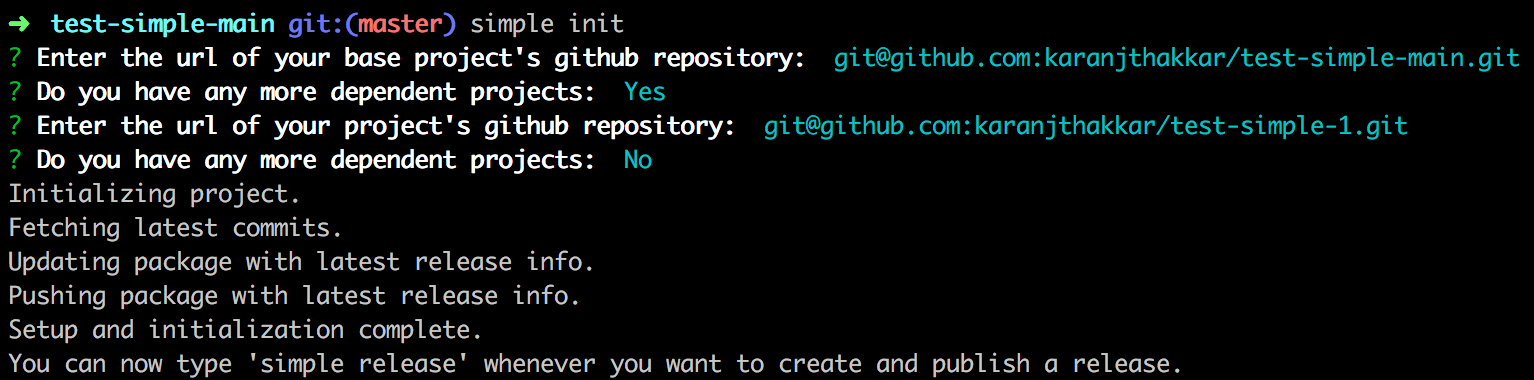 ➜ test-simple-main git:(master) simple init
? Enter the url of your base project's github repository: git@github.com:karanjthakkar/test-simple-main.git
? Do you have any more dependent projects: Yes
? Enter the url of your project's github repository: git@github.com:karanjthakkar/test-simple-1.git
? Do you have any more dependent projects: No
Initializing project.
Fetching latest commits.
Updating package with latest release info.
Pushing package with latest release info.
Setup and initialization complete.
You can now type 'simple release' whenever you want to create and publish a release.